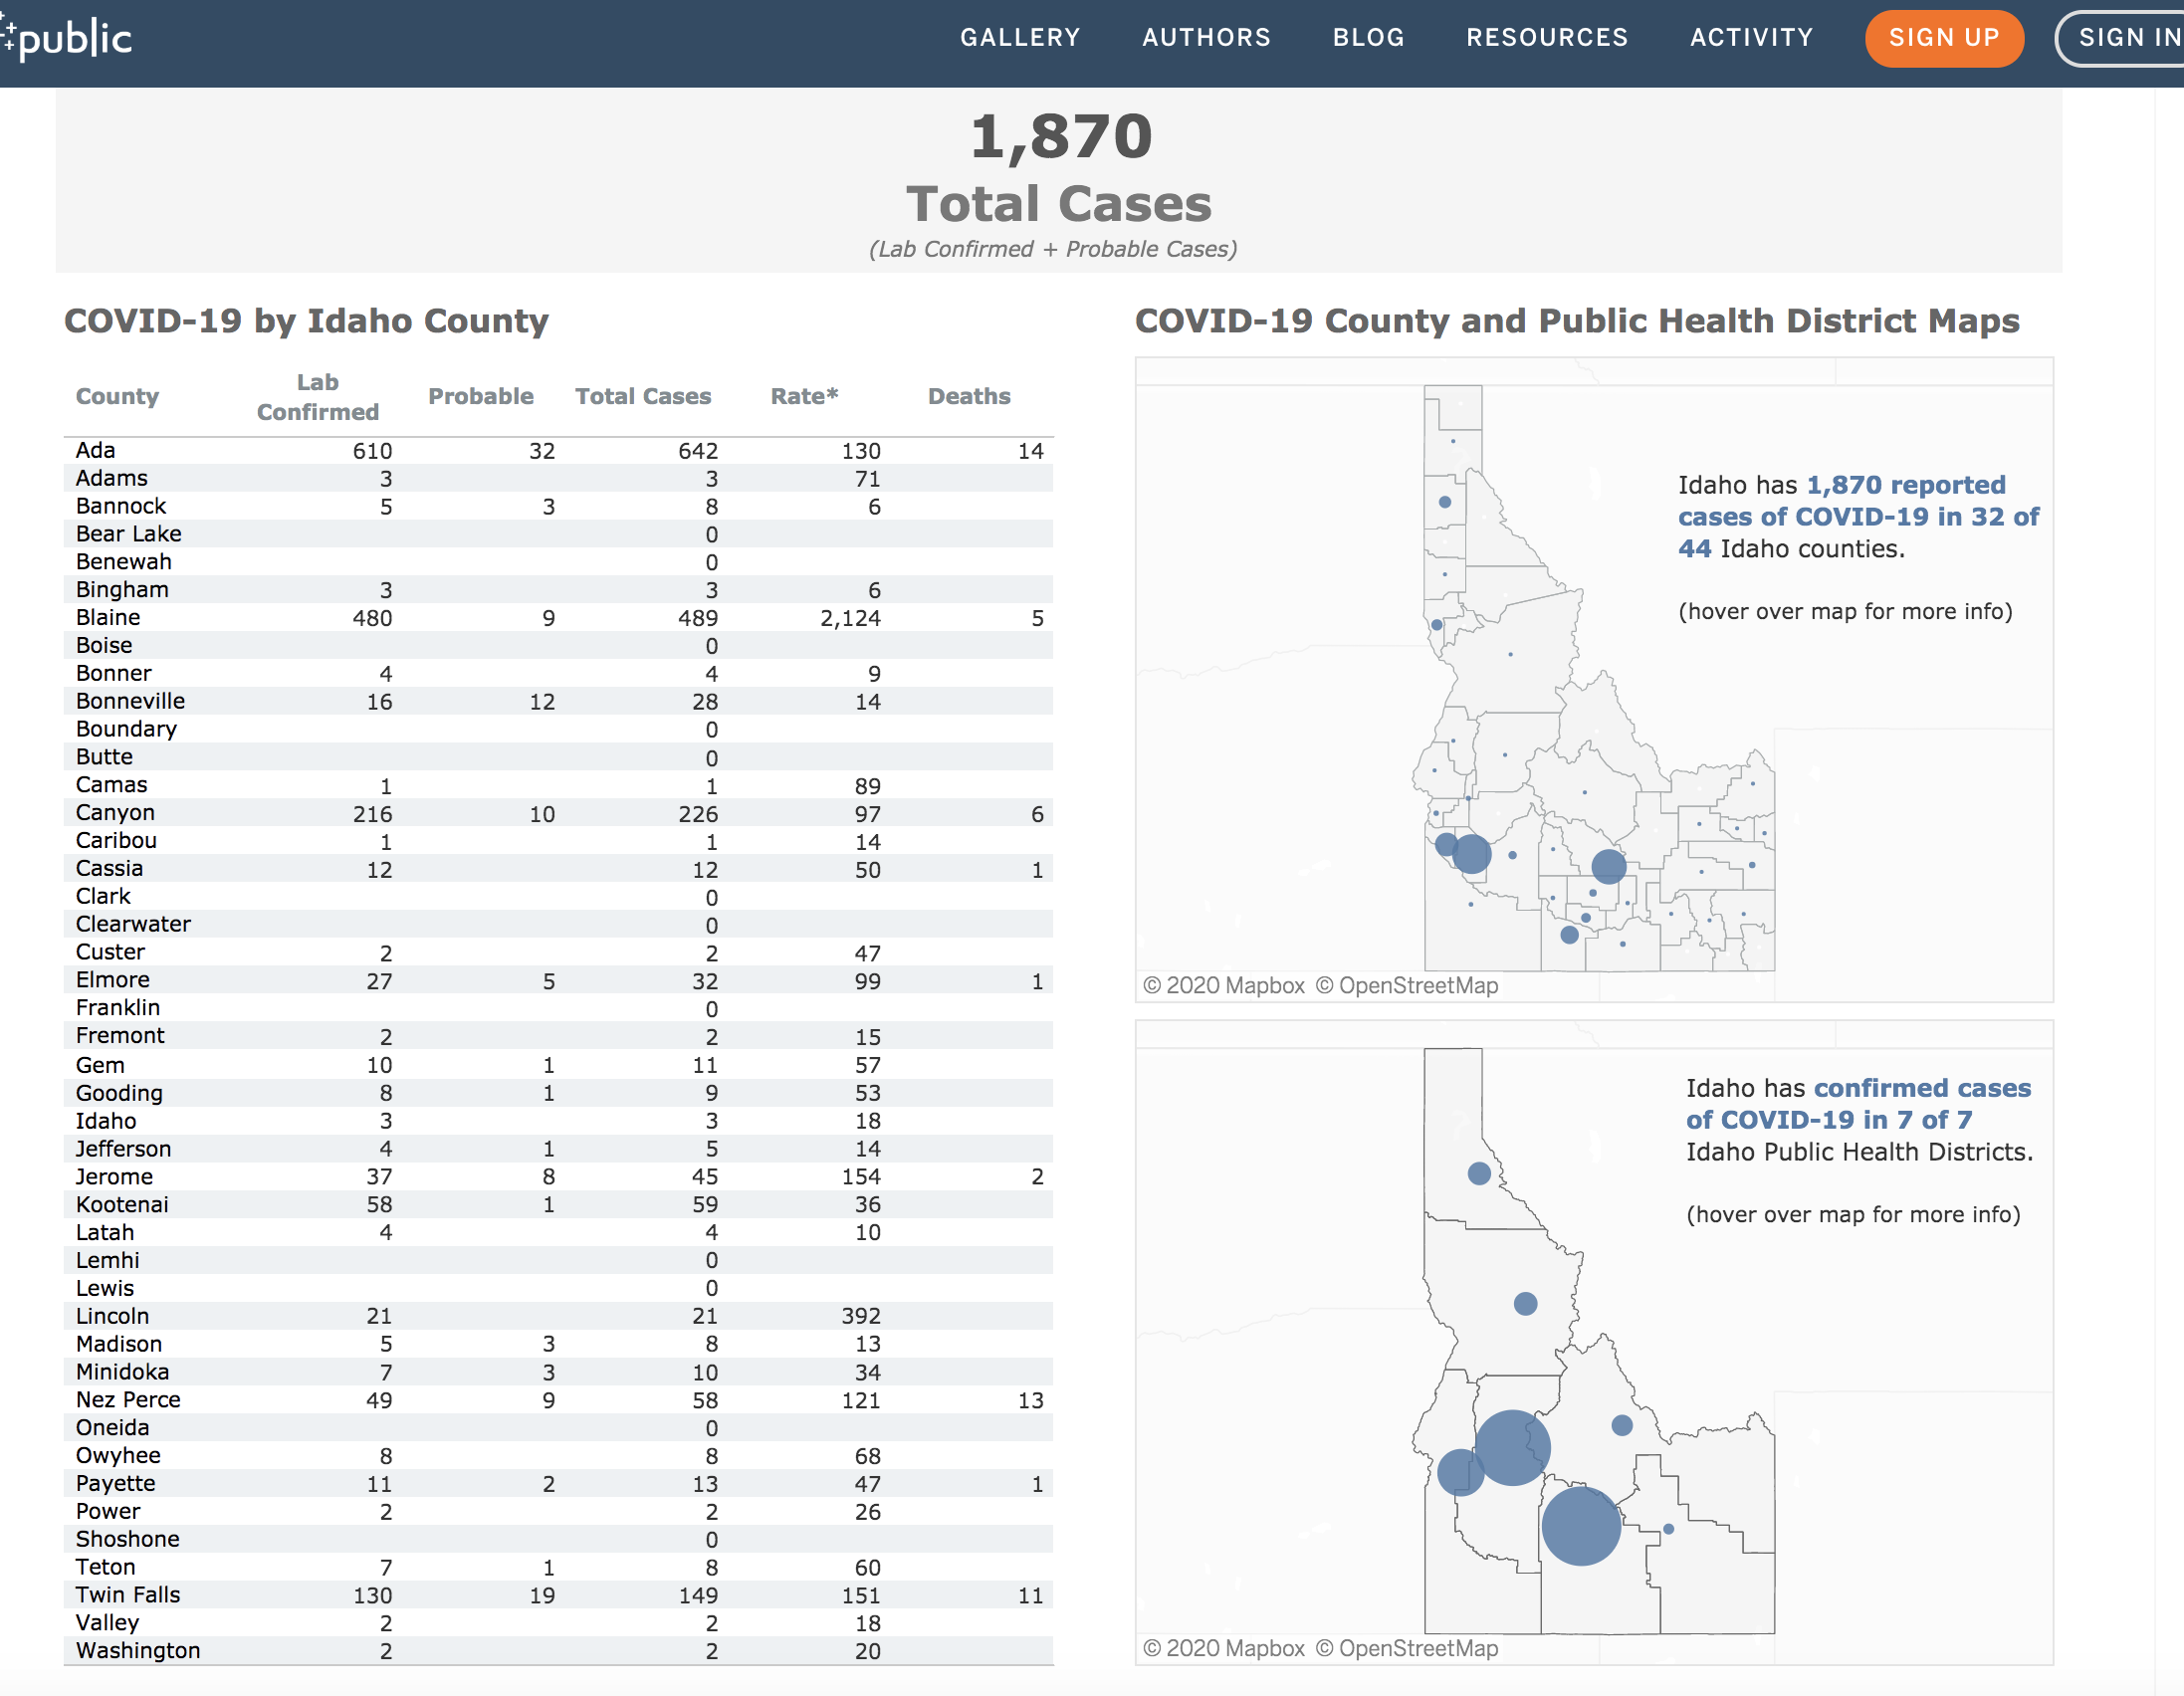 public
GALLERY AUTHORS BLOG RESOURCES ACTIVITY SIGN UP SIGN IN
1,870
Total Cases
(Lab Confirmed + Probable Cases)
COVID-19 by Idaho County
County Lab Confirmed Probable Total Cases Rate* Deaths
Ada 610 32 642 130 14
Adams 3 3 71
Bannock 5 3 8 6
Bear Lake 0
Benewah 0
Bingham 3 3 6
Blaine 480 9 489 2,124 5
Boise 0
Bonner 4 4 9
Bonneville 16 12 28 14
Boundary 0
Butte 0
Camas 1 1 89
Canyon 216 10 226 97 6
Caribou 1 1 14
Cassia 12 12 50 1
Clark 0
Clearwater 0
Custer 2 2 47
Elmore 27 5 32 99 1
Franklin 0
Fremont 2 2 15
Gem 10 1 11 57
Gooding 8 1 9 53
Idaho 3 3 18
Jefferson 4 1 5 14
Jerome 37 8 45 154 2
Kootenai 58 1 59 36
Latah 4 4 10
Lemhi 0
Lewis 0
Lincoln 21 21 392
Madison 5 3 8 13
Minidoka 7 3 10 34
Nez Perce 49 9 58 121 13
Oneida 0
Owyhee 8 8 68
Payette 11 2 13 47 1
Power 2 2 26
Shoshone 0
Teton 7 1 8 60
Twin Falls 130 19 149 151 11
Valley 2 2 18
Washington 2 2 20
COVID-19 County and Public Health District Maps
Idaho has 1,870 reported
cases of COVID-19 in 32 of
44 Idaho counties.
(hover over map for more info)
© 2020 Mapbox © OpenStreetMap
Idaho has confirmed cases
of COVID-19 in 7 of 7
Idaho Public Health Districts.
(hover over map for more info)
© 2020 Mapbox © OpenStreetMap